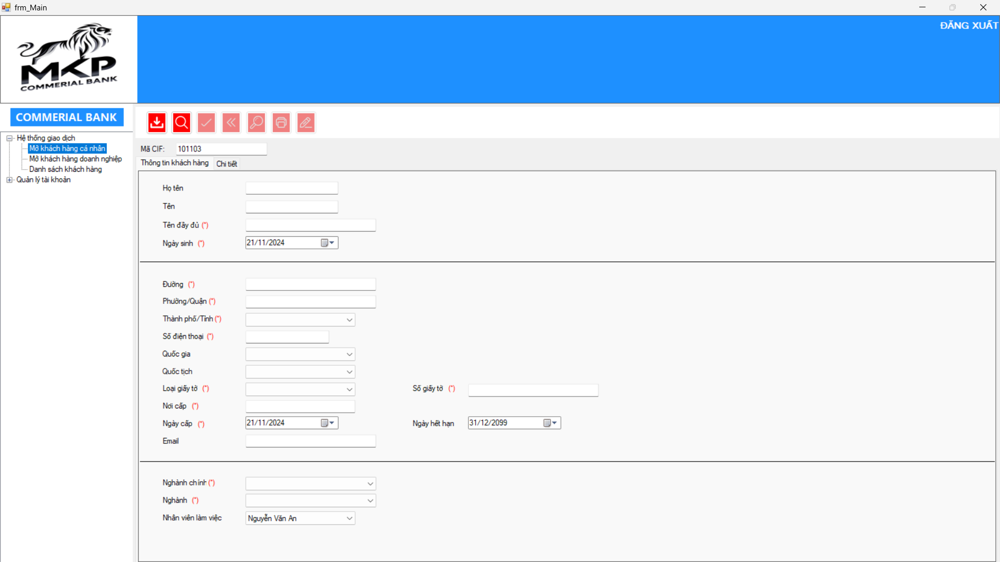 frm_Main
ĐĂNG XUẤT
MKP
COMMERIAL BANK
COMMERIAL BANK
Hệ thống giao dịch
Mở khách hàng cá nhân
Mở khách hàng doanh nghiệp
Danh sách khách hàng
Quản lý tài khoản
Mã CIF: 101103
Thông tin khách hàng Chi tiết
Họ tên
Tên
Tên đầy đủ (*)
Ngày sinh (*) 21/11/2024
Đường (*)
Phường/Quận (*)
Thành phố/Tỉnh (*)
Số điện thoại (*)
Quốc gia
Quốc tịch
Loại giấy tờ (*) Số giấy tờ (*)
Nơi cấp (*)
Ngày cấp (*) 21/11/2024 Ngày hết hạn 31/12/2099
Email
Nghành chính (*)
Nghành (*)
Nhân viên làm việc Nguyễn Văn An